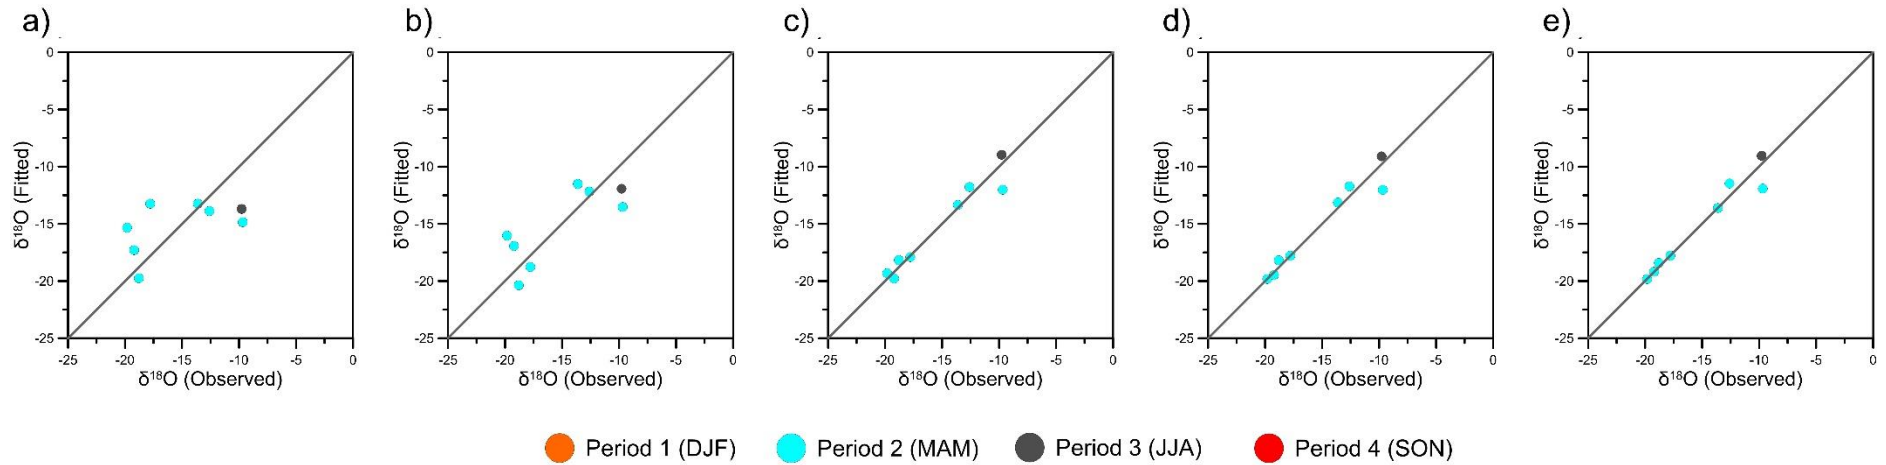 a)
b)
c)
d)
e)
0
-5
-10
-15
-20
-25
-25 -20 -15 -10 -5 0
δ¹⁸O (Fitted)
δ¹⁸O (Observed)
0
-5
-10
-15
-20
-25
-25 -20 -15 -10 -5 0
δ¹⁸O (Fitted)
δ¹⁸O (Observed)
0
-5
-10
-15
-20
-25
-25 -20 -15 -10 -5 0
δ¹⁸O (Fitted)
δ¹⁸O (Observed)
0
-5
-10
-15
-20
-25
-25 -20 -15 -10 -5 0
δ¹⁸O (Fitted)
δ¹⁸O (Observed)
0
-5
-10
-15
-20
-25
-25 -20 -15 -10 -5 0
δ¹⁸O (Fitted)
δ¹⁸O (Observed)
Period 1 (DJF) Period 2 (MAM) Period 3 (JJA) Period 4 (SON)